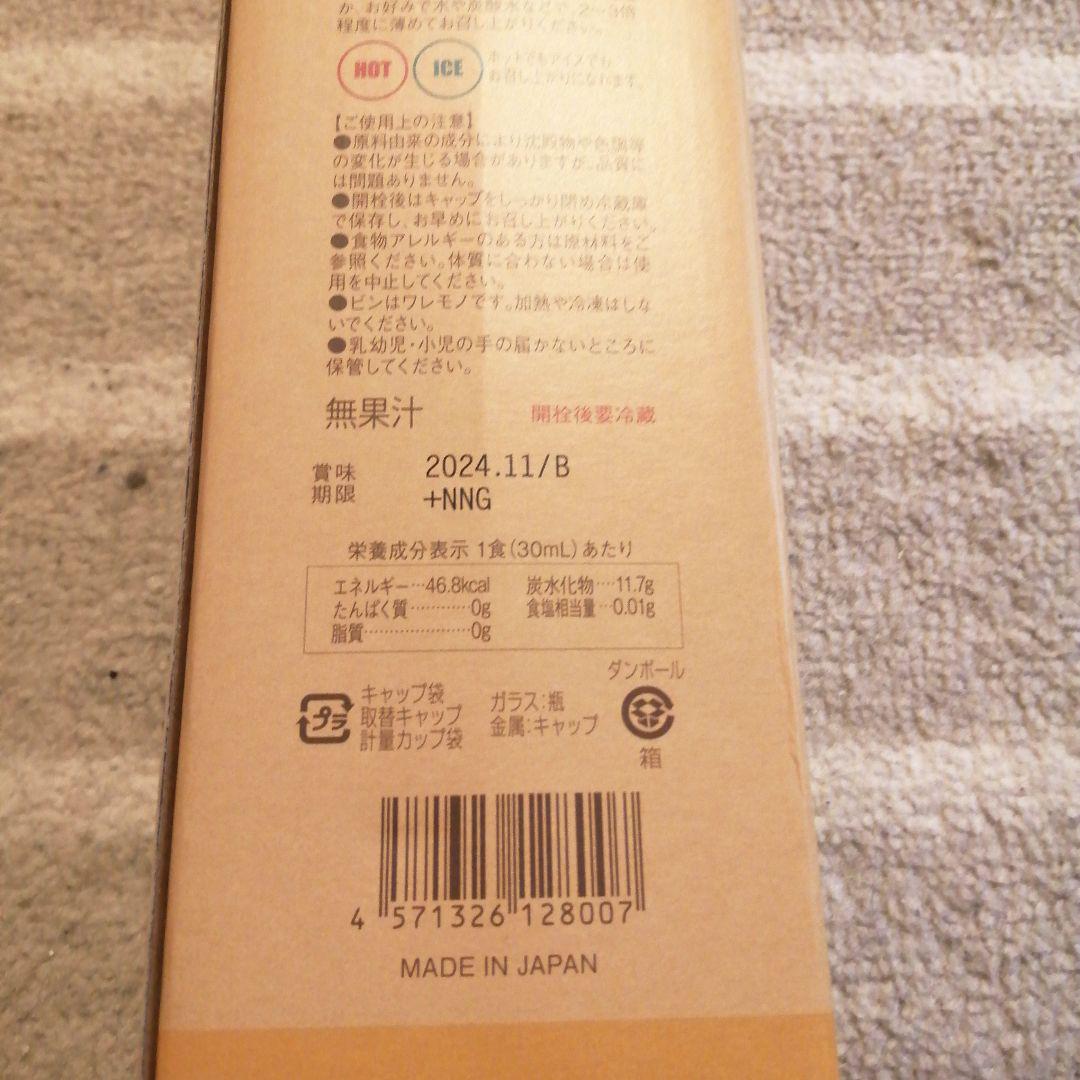 が、お好みで水や炭酸水などで、2〜3倍
程度に薄めてお召し上がりください。
HOT ICE ホットでもアイスでも
お召し上がりになれます。
【ご使用上の注意】
●原料由来の成分により沈殿物や色調等
の変化が生じる場合がありますが、品質に
は問題ありません。
●開栓後はキャップをしっかり閉め冷蔵庫
で保存し、お早めにお召し上がりください。
●食物アレルギーのある方は原材料をご
参照ください。体質に合わない場合は使
用を中止してください。
●ビンはワレモノです。加熱や冷凍はしな
いでください。
●乳幼児・小児の手の届かないところに
保管してください。
無果汁 開栓後要冷蔵
賞味 2024.11/B
期限 +NNG
栄養成分表示 1食(30mL)あたり
エネルギー…46.8kcal 炭水化物…11.7g
たんぱく質…………0g 食塩相当量…0.01g
脂質…………………0g
ダンボール
プラ キャップ袋 ガラス:瓶
取替キャップ 金属:キャップ
計量カップ袋
箱
4 571326 128007
MADE IN JAPAN